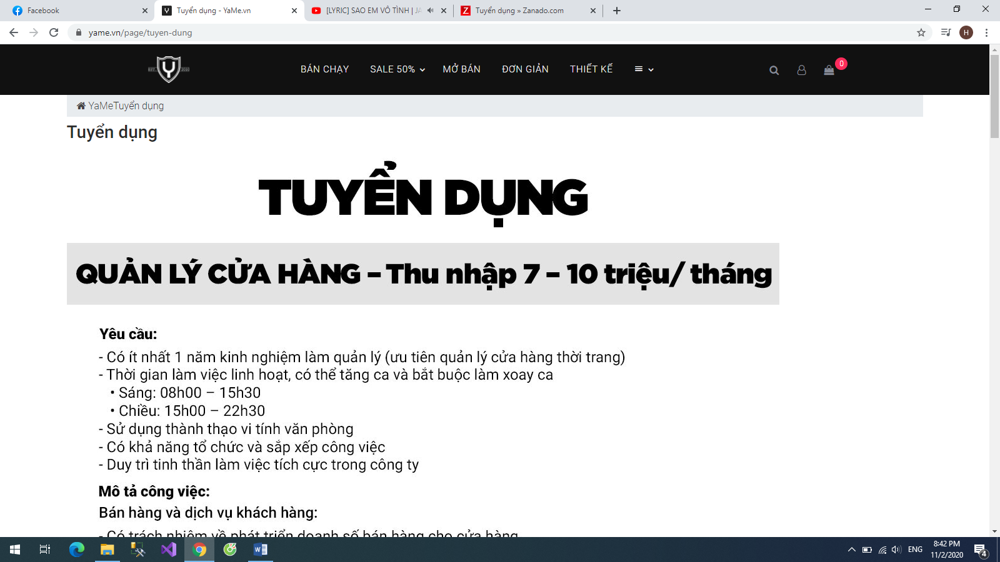 Facebook
Tuyển dụng - YaMe.vn
[LYRIC] SAO EM VÔ TÌNH | JA
Tuyển dụng » Zanado.com
yame.vn/page/tuyen-dung
H
EST. Y 2010
BÁN CHẠY
SALE 50%
MỞ BÁN
ĐƠN GIẢN
THIẾT KẾ
0
YaMeTuyển dụng
Tuyển dụng
TUYỂN DỤNG
QUẢN LÝ CỬA HÀNG – Thu nhập 7 – 10 triệu/ tháng
Yêu cầu:
- Có ít nhất 1 năm kinh nghiệm làm quản lý (ưu tiên quản lý cửa hàng thời trang)
- Thời gian làm việc linh hoạt, có thể tăng ca và bắt buộc làm xoay ca
• Sáng: 08h00 – 15h30
• Chiều: 15h00 – 22h30
- Sử dụng thành thạo vi tính văn phòng
- Có khả năng tổ chức và sắp xếp công việc
- Duy trì tinh thần làm việc tích cực trong công ty
Mô tả công việc:
Bán hàng và dịch vụ khách hàng:
- Có trách nhiệm về phát triển doanh số bán hàng cho cửa hàng
ENG
8:42 PM
11/2/2020
4